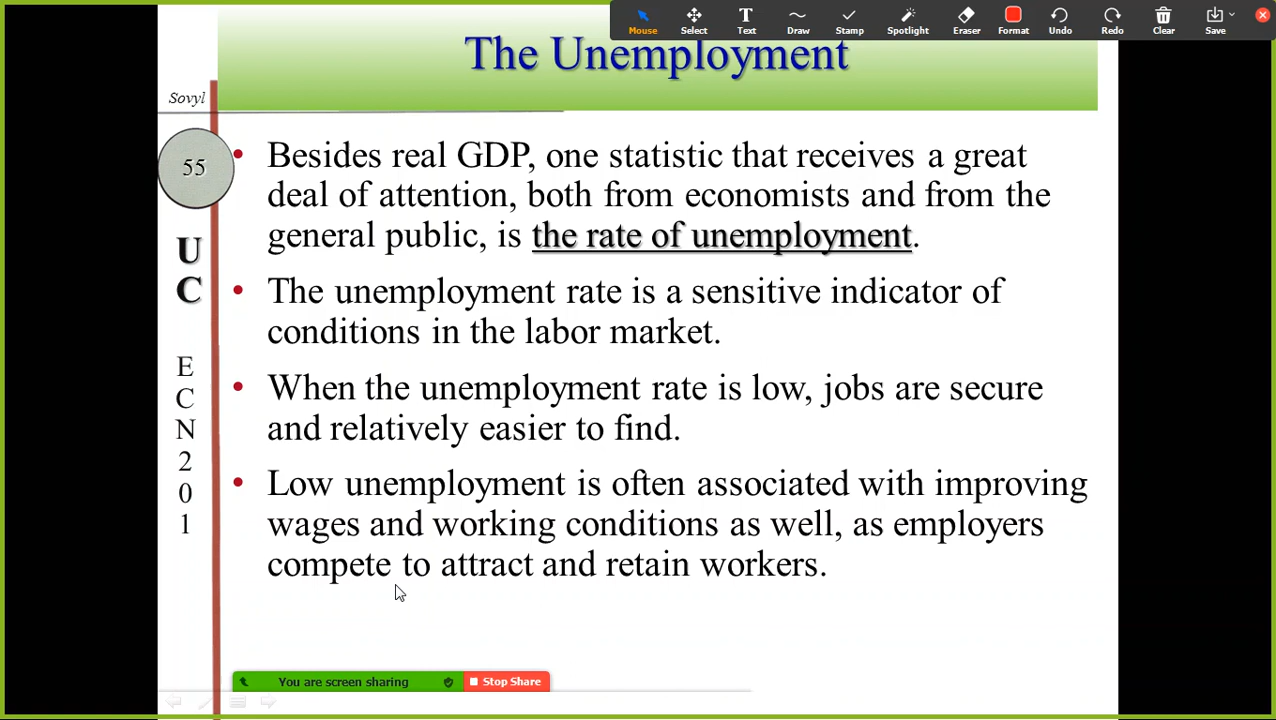 Mouse Select Text Draw Stamp Spotlight Eraser Format Undo Redo Clear Save
The Unemployment
Sovyl
55
U
C
E
C
N
2
0
1
• Besides real GDP, one statistic that receives a great
deal of attention, both from economists and from the
general public, is the rate of unemployment.
• The unemployment rate is a sensitive indicator of
conditions in the labor market.
• When the unemployment rate is low, jobs are secure
and relatively easier to find.
• Low unemployment is often associated with improving
wages and working conditions as well, as employers
compete to attract and retain workers.
You are screen sharing Stop Share